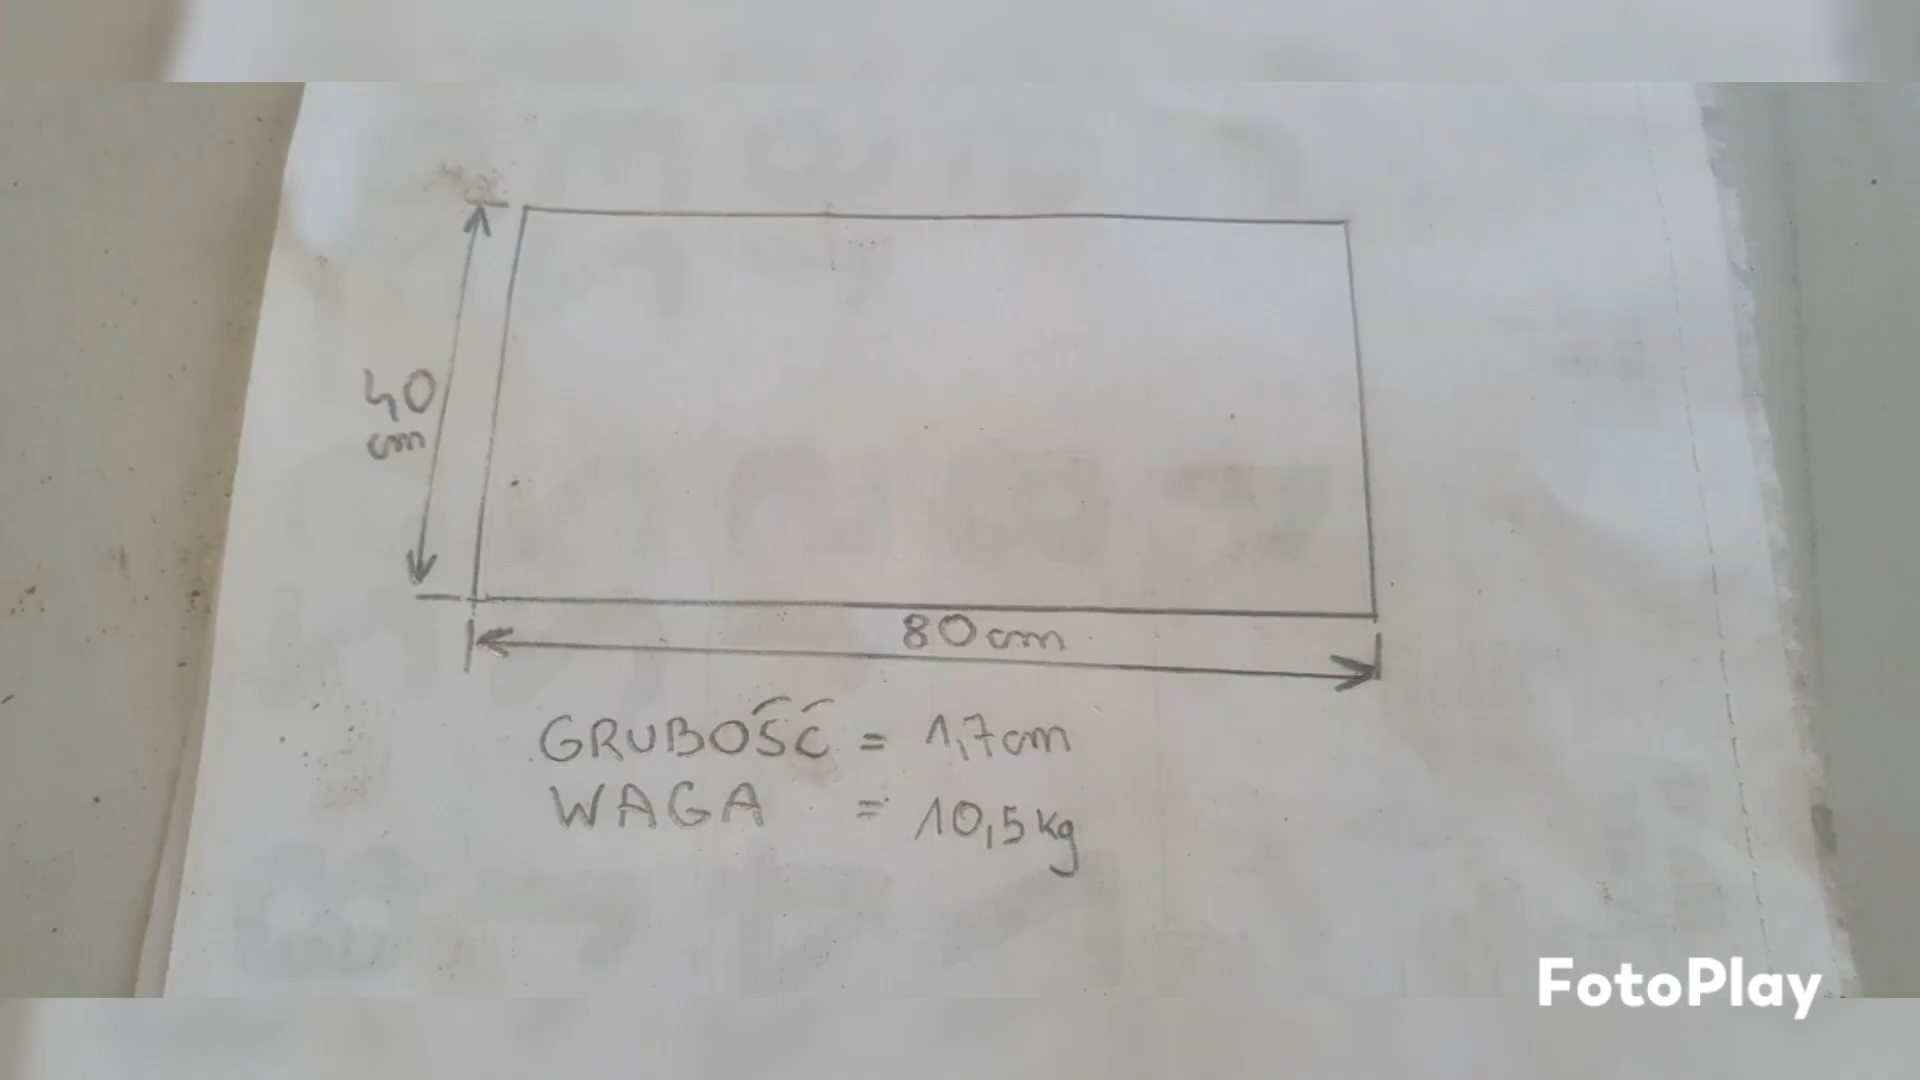 40
cm
80cm
GRUBOŚĆ = 1,7cm
WAGA = 10,5kg
FotoPlay